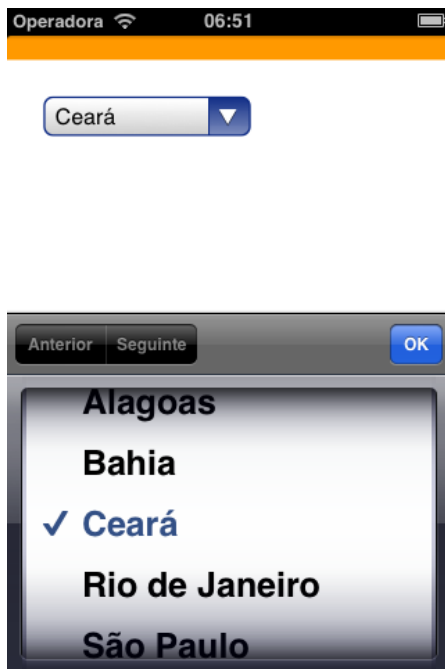 Operadora 06:51
Ceará
Anterior Seguinte OK
Alagoas
Bahia
✓ Ceará
Rio de Janeiro
São Paulo